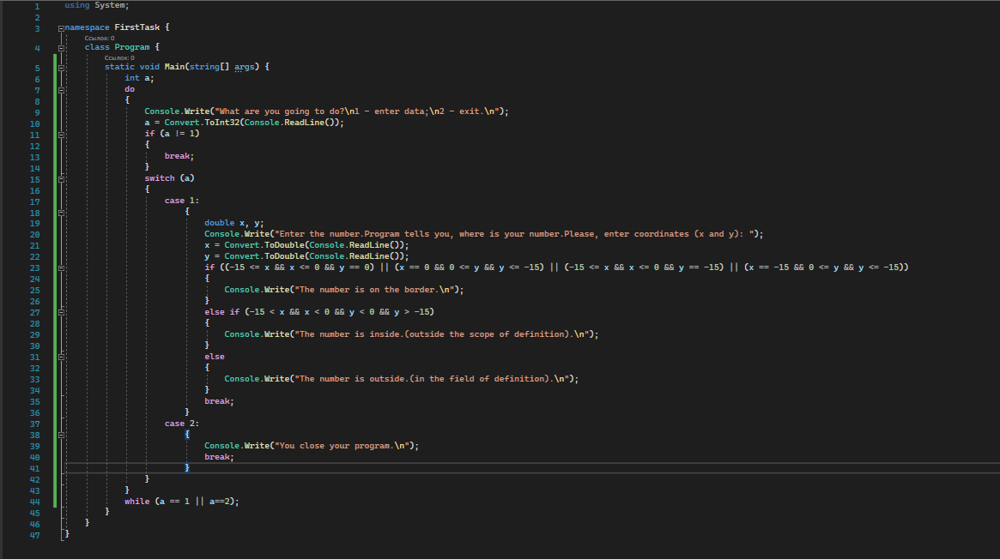 1 using System;
2
3 namespace FirstTask {
Ссылок: 0
4 class Program {
Ссылок: 0
5 static void Main(string[] args) {
6 int a;
7 do
8 {
9 Console.Write("What are you going to do?\n1 - enter data;\n2 - exit.\n");
10 a = Convert.ToInt32(Console.ReadLine());
11 if (a != 1)
12 {
13 break;
14 }
15 switch (a)
16 {
17 case 1:
18 {
19 double x, y;
20 Console.Write("Enter the number.Program tells you, where is your number.Please, enter coordinates (x and y): ");
21 x = Convert.ToDouble(Console.ReadLine());
22 y = Convert.ToDouble(Console.ReadLine());
23 if ((-15 <= x && x <= 0 && y == 0) || (x == 0 && 0 <= y && y <= -15) || (-15 <= x && x <= 0 && y == -15) || (x == -15 && 0 <= y && y <= -15))
24 {
25 Console.Write("The number is on the border.\n");
26 }
27 else if (-15 < x && x < 0 && y < 0 && y > -15)
28 {
29 Console.Write("The number is inside.(outside the scope of definition).\n");
30 }
31 else
32 {
33 Console.Write("The number is outside.(in the field of definition).\n");
34 }
35 break;
36 }
37 case 2:
38 {
39 Console.Write("You close your program.\n");
40 break;
41 }
42 }
43 }
44 while (a == 1 || a==2);
45 }
46 }
47 }